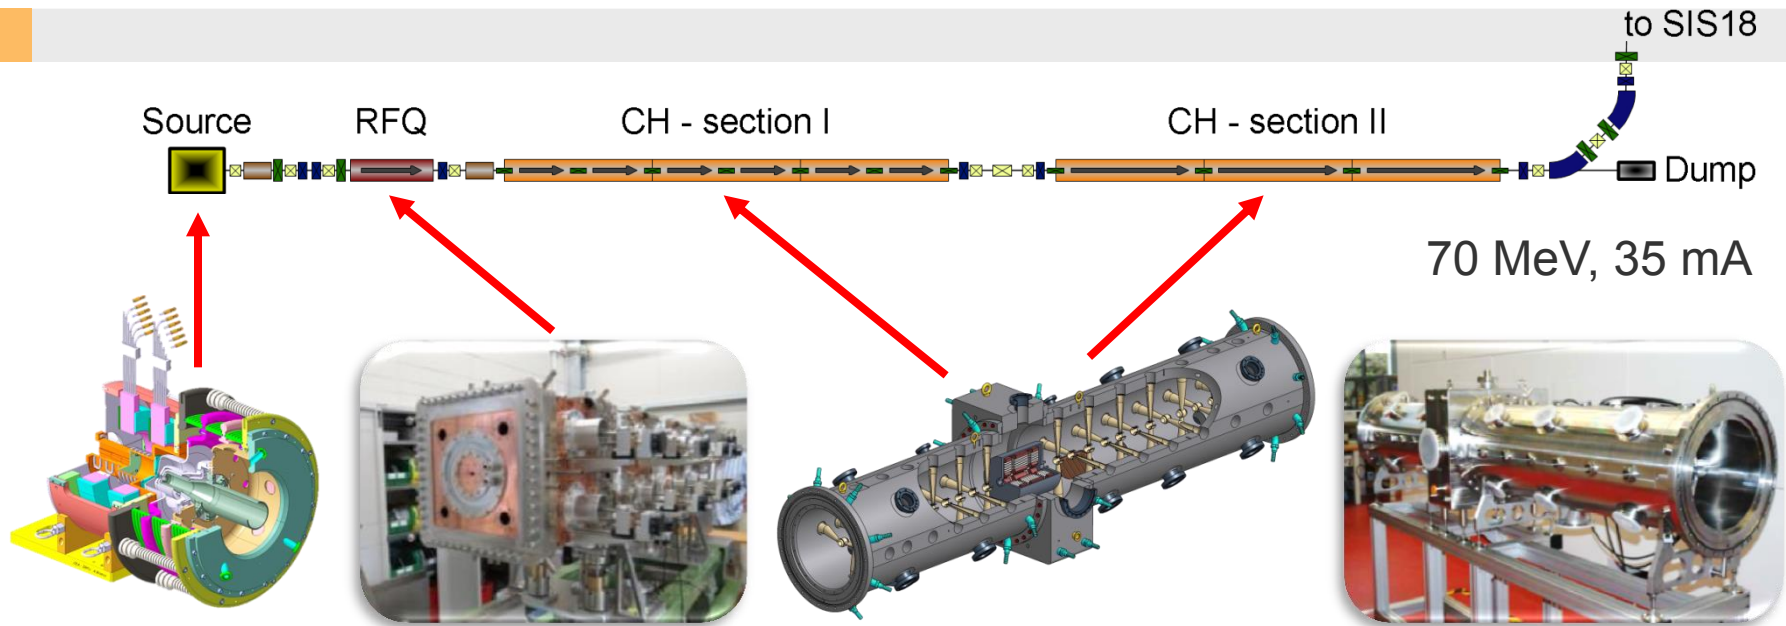 to SIS18
Source
RFQ
CH - section I
CH - section II
Dump
70 MeV, 35 mA